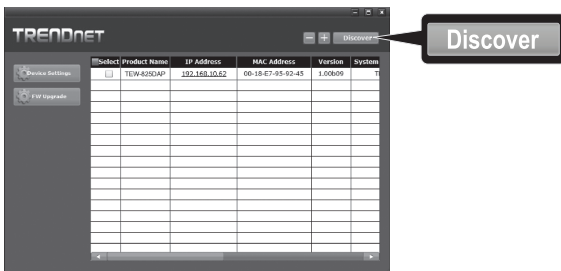 TRENDnet
Discover
Discover
Select Product Name IP Address MAC Address Version System
TEW-825DAP 192.168.10.62 00-18-E7-95-92-45 1.00b09
Device Settings
F/W Upgrade